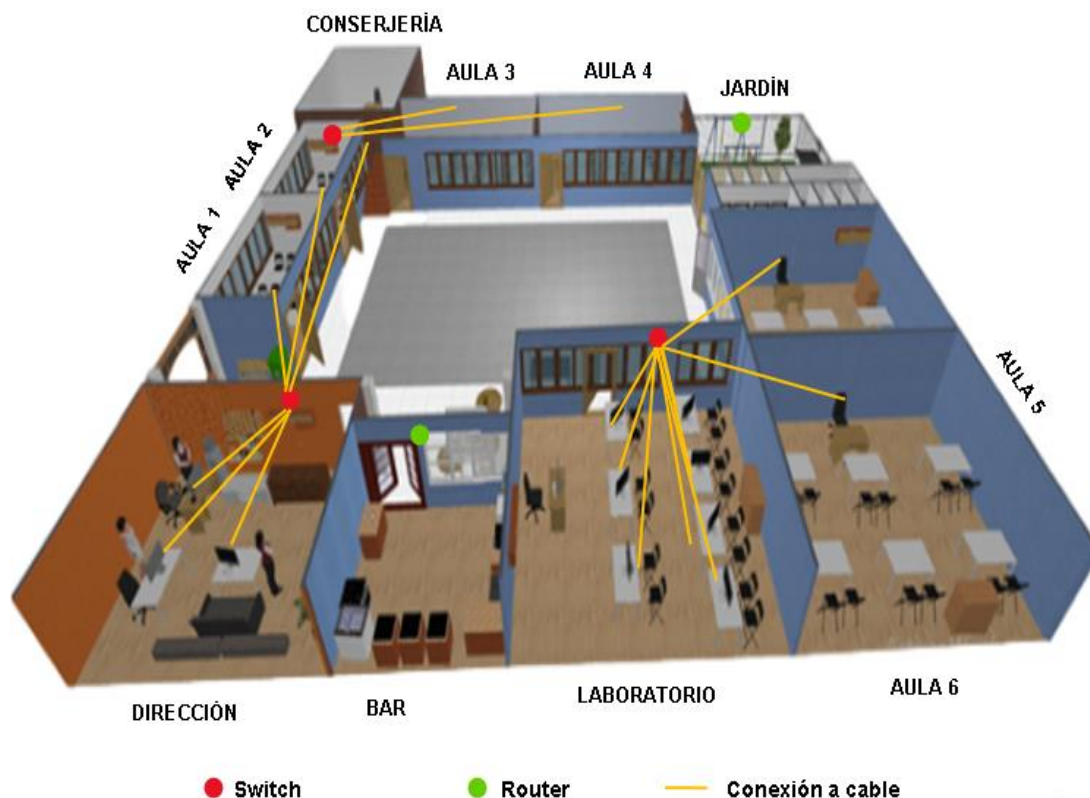 CONSERJERÍA
AULA 3
AULA 4
JARDÍN
AULA 2
AULA 1
AULA 5
DIRECCIÓN
BAR
LABORATORIO
AULA 6
Switch
Router
Conexión a cable